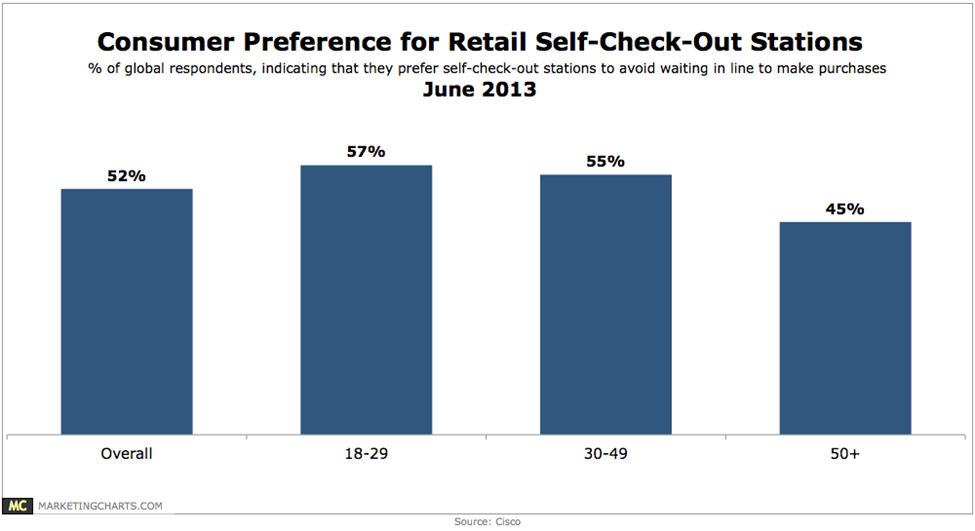 Consumer Preference for Retail Self-Check-Out Stations
% of global respondents, indicating that they prefer self-check-out stations to avoid waiting in line to make purchases
June 2013
52%
57%
55%
45%
Overall
18-29
30-49
50+
MC MARKETINGCHARTS.COM
Source: Cisco